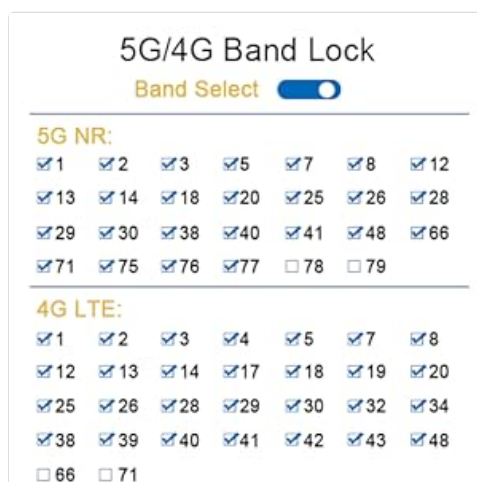 5G/4G Band Lock
Band Select
5G NR:
1 2 3 5 7 8 12
13 14 18 20 25 26 28
29 30 38 40 41 48 66
71 75 76 77 78 79
4G LTE:
1 2 3 4 5 7 8
12 13 14 17 18 19 20
25 26 28 29 30 32 34
38 39 40 41 42 43 48
66 71